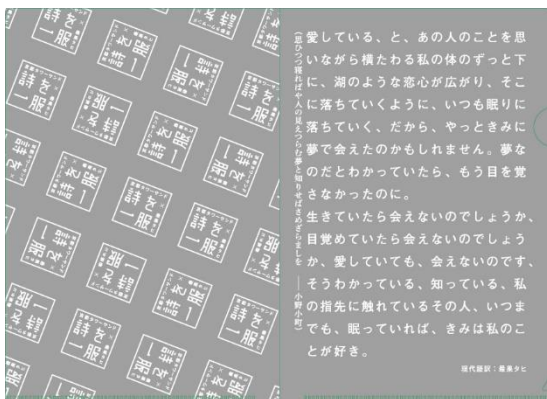 詩を一服
愛している、と、あの人のことを思
いながら横たわる私の体のずっと下
に、湖のような恋心が広がり、そこ
に落ちていくように、いつも眠りに
落ちていく、だから、やっときみに
夢で会えたのかもしれません。夢な
のだとわかっていたら、もう目を覚
さなかったのに。
生きていたら会えないのでしょうか、
目覚めていたら会えないのでしょう
か、愛していても、会えないのです、
そうわかっている、知っている、私
の指先に触れているその人、いつま
でも、眠っていれば、きみは私のこ
とが好き。
(思ひつつ寝ればや人の見えつらむ夢と知りせばさめざらましを ――小野小町)
現代語訳:最果タヒ